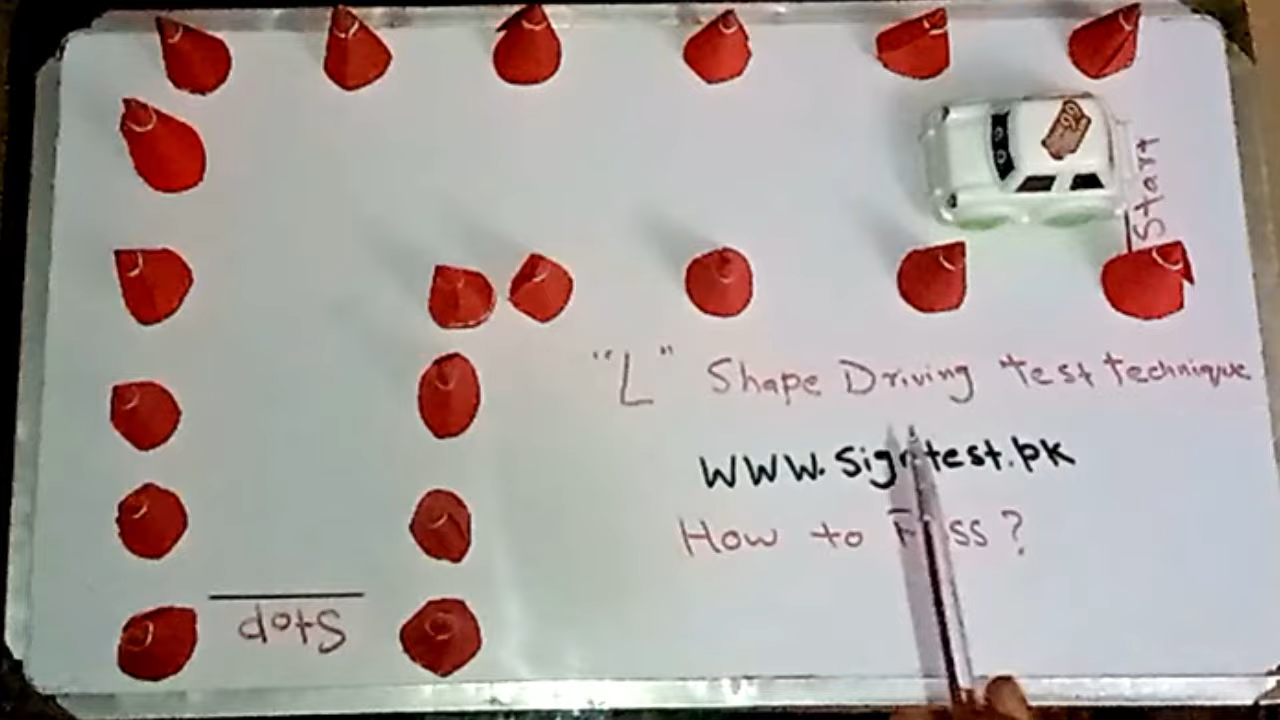 Start
"L" Shape Driving test technique
www.Signtest.pk
How to Pass?
Stop